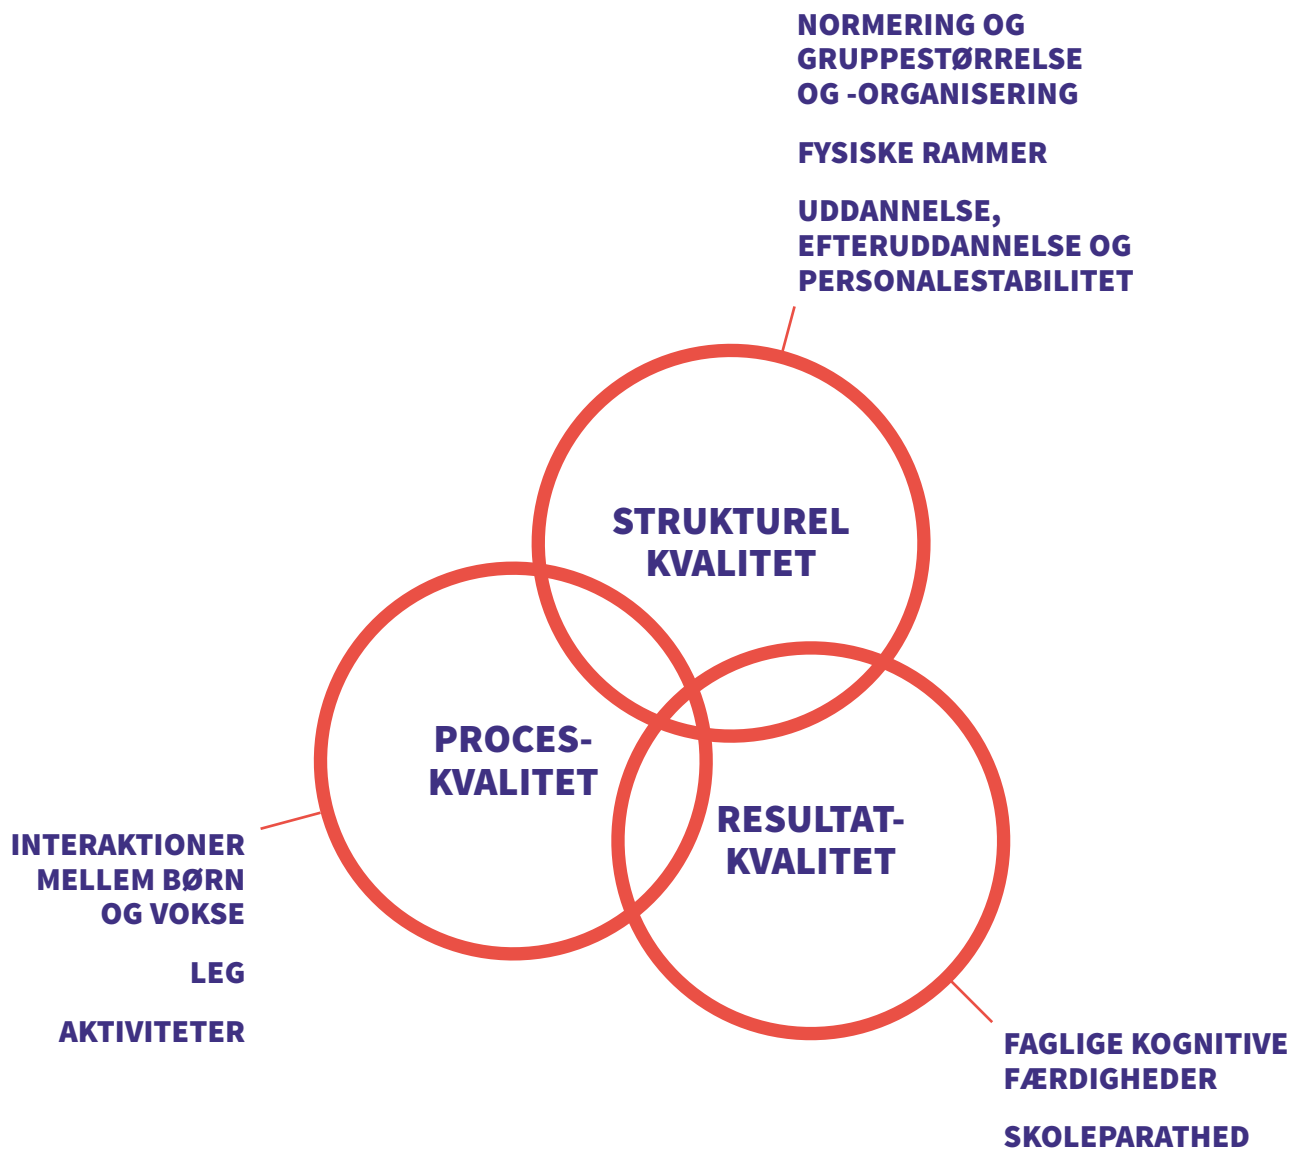 NORMERING OG
GRUPPESTØRRELSE
OG -ORGANISERING
FYSISKE RAMMER
UDDANNELSE,
EFTERUDDANNELSE OG
PERSONALESTABILITET
STRUKTUREL
KVALITET
PROCES-
KVALITET
RESULTAT-
KVALITET
INTERAKTIONER
MELLEM BØRN
OG VOKSE
LEG
AKTIVITETER
FAGLIGE KOGNITIVE
FÆRDIGHEDER
SKOLEPARATHED